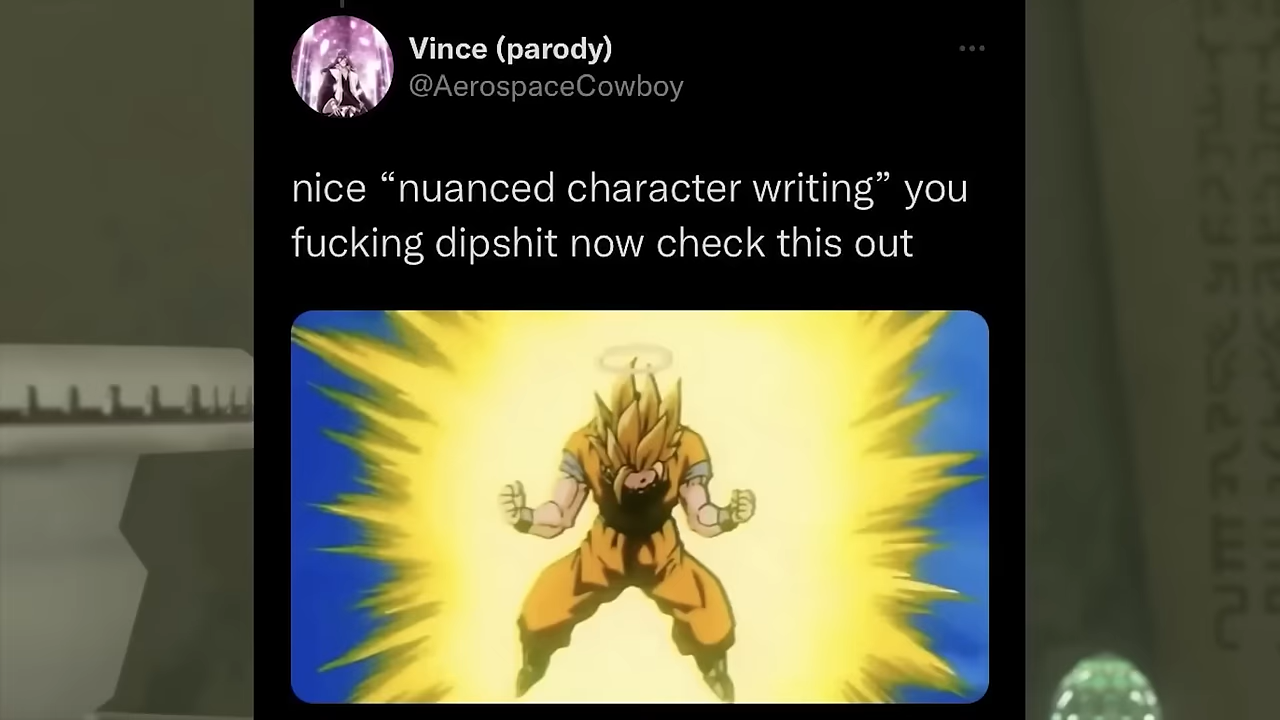 Vince (parody)
@AerospaceCowboy
nice “nuanced character writing” you
fucking dipshit now check this out